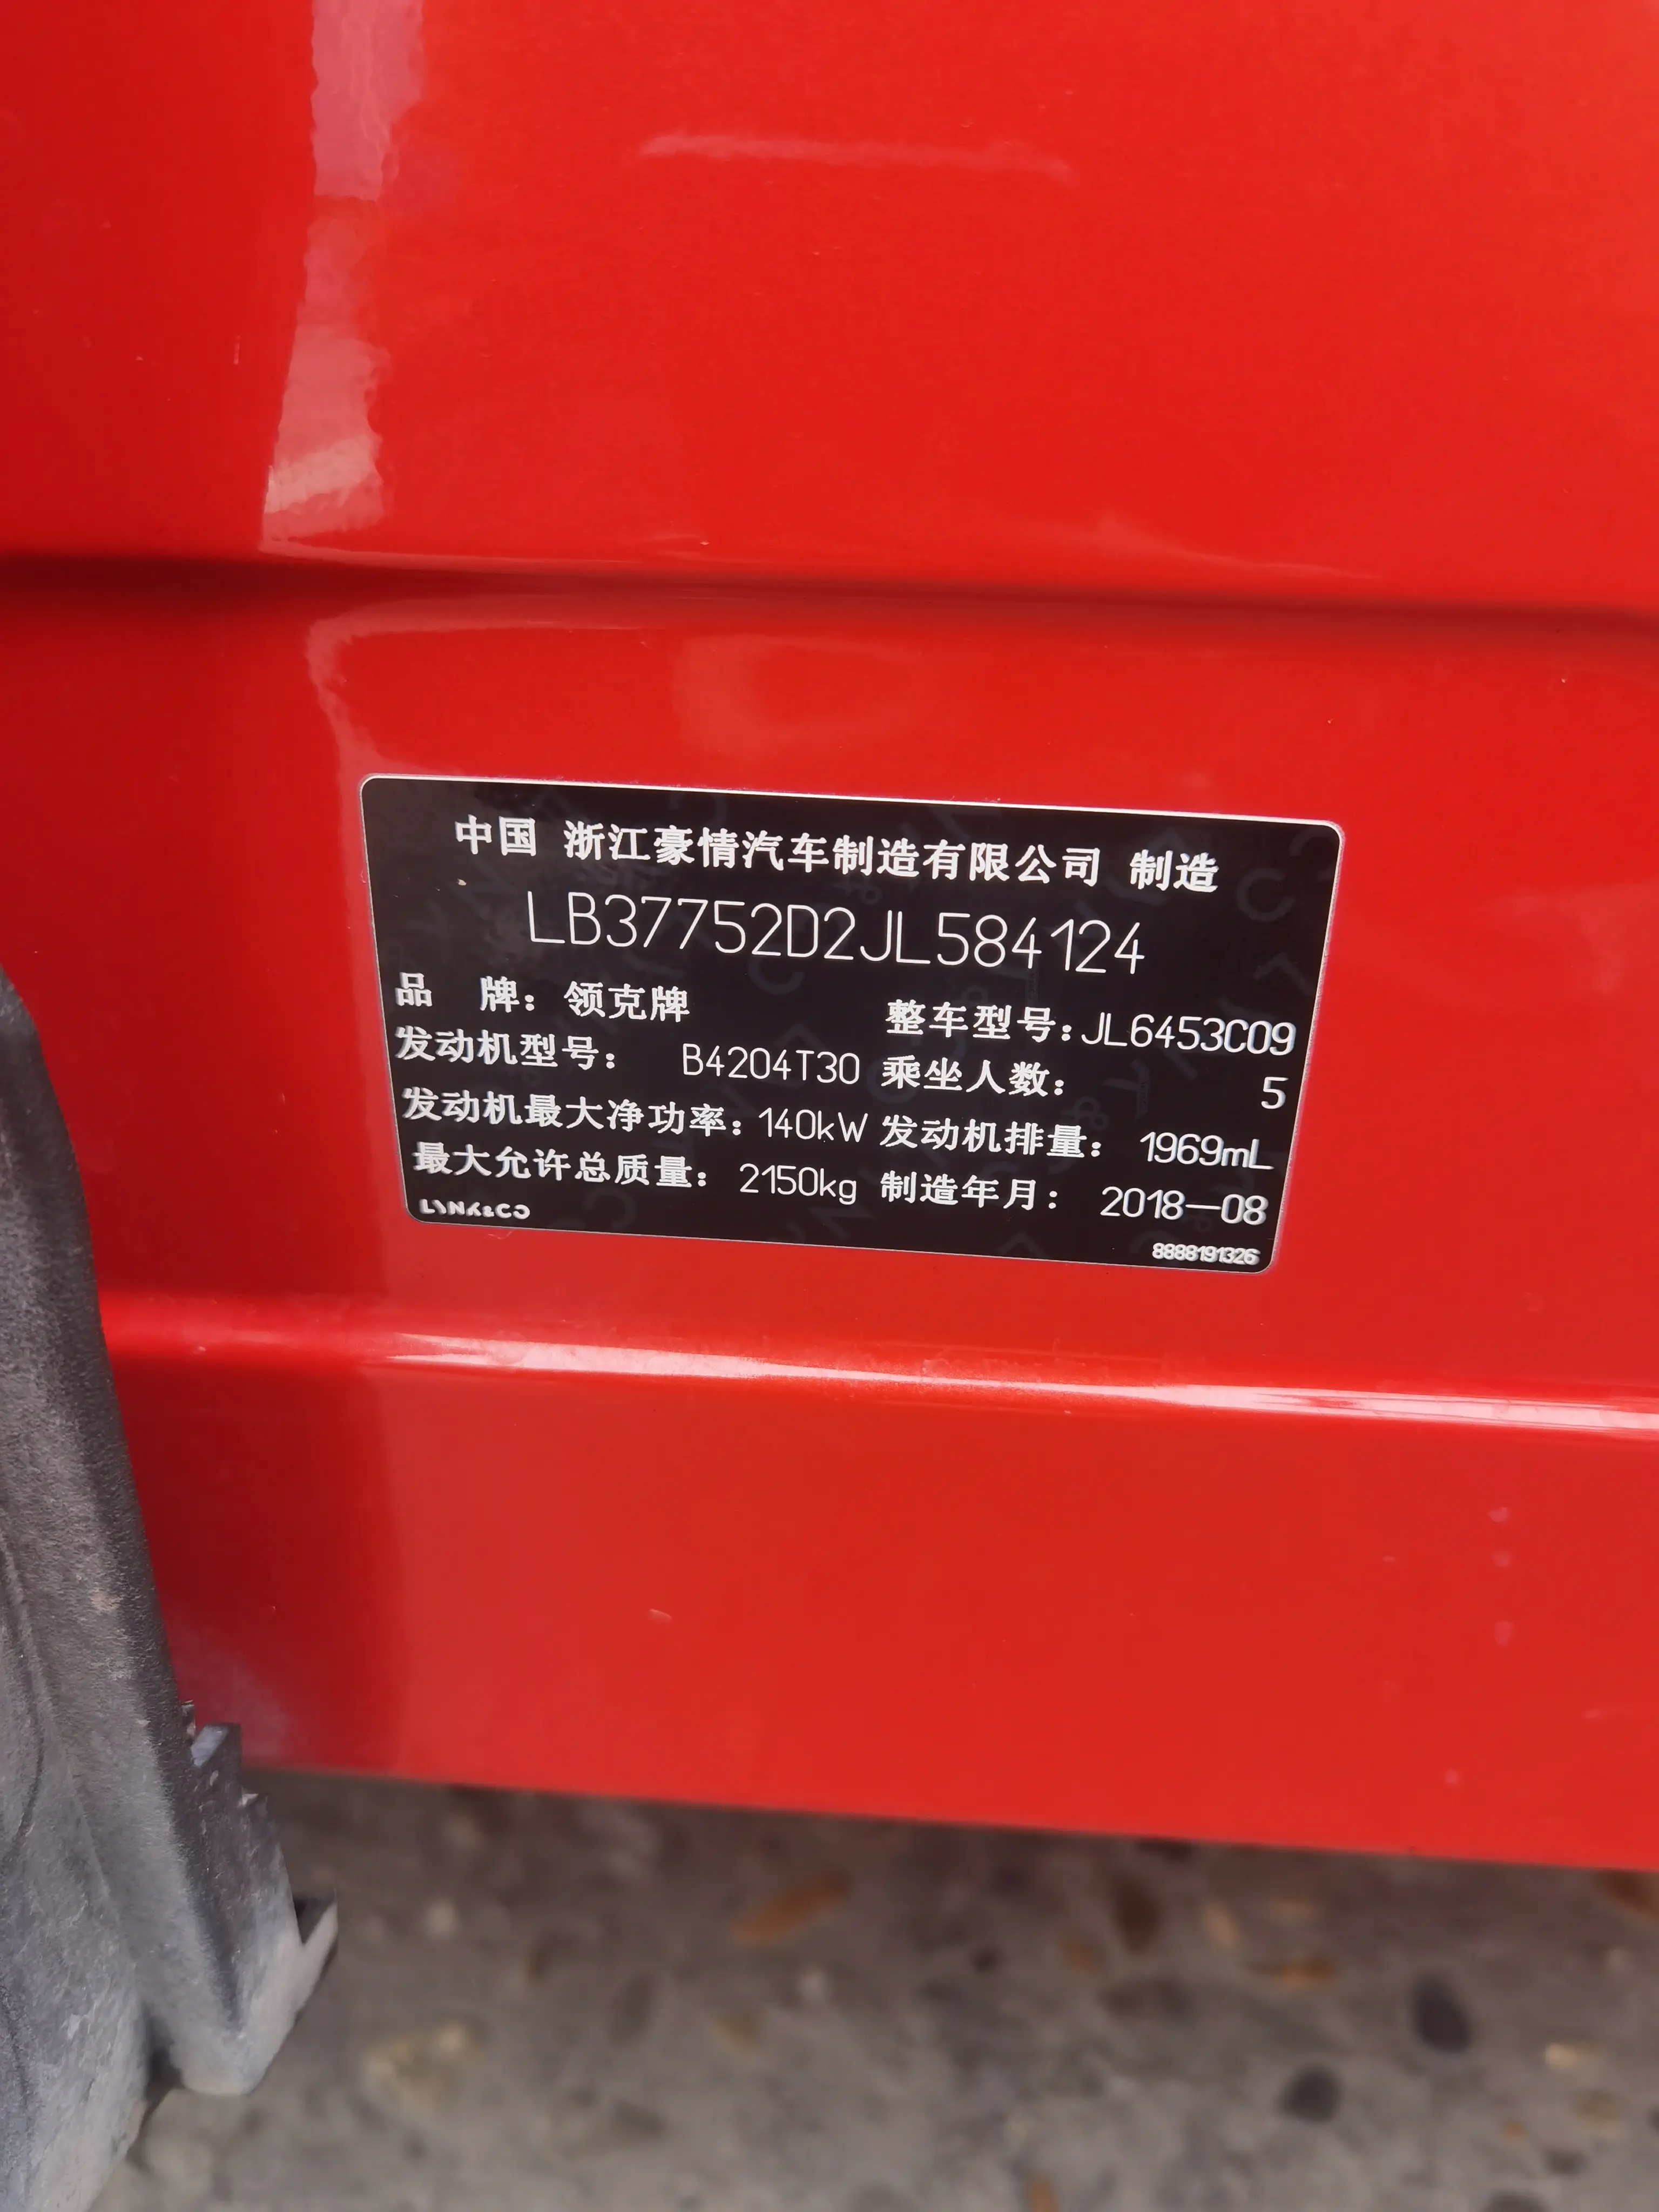 中国 浙江豪情汽车制造有限公司 制造
LB37752D2JL584124
品 牌：领克牌 整车型号：JL6453C09
发动机型号： B4204T30 乘坐人数： 5
发动机最大净功率：140kW 发动机排量： 1969mL
最大允许总质量： 2150kg 制造年月： 2018—08
LYNK&CO
8888191326